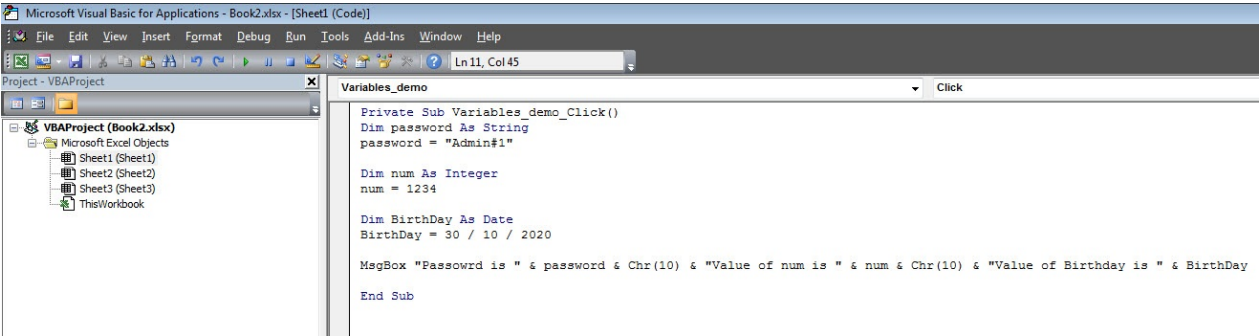 Microsoft Visual Basic for Applications - Book2.xlsx - [Sheet1 (Code)]
File Edit View Insert Format Debug Run Tools Add-Ins Window Help
Ln 11, Col 45
Project - VBAProject
Variables_demo Click
VBAProject (Book2.xlsx)
Microsoft Excel Objects
Sheet1 (Sheet1)
Sheet2 (Sheet2)
Sheet3 (Sheet3)
ThisWorkbook
Private Sub Variables_demo_Click()
Dim password As String
password = "Admin#1"
Dim num As Integer
num = 1234
Dim BirthDay As Date
BirthDay = 30 / 10 / 2020
MsgBox "Passowrd is " & password & Chr(10) & "Value of num is " & num & Chr(10) & "Value of Birthday is " & BirthDay
End Sub